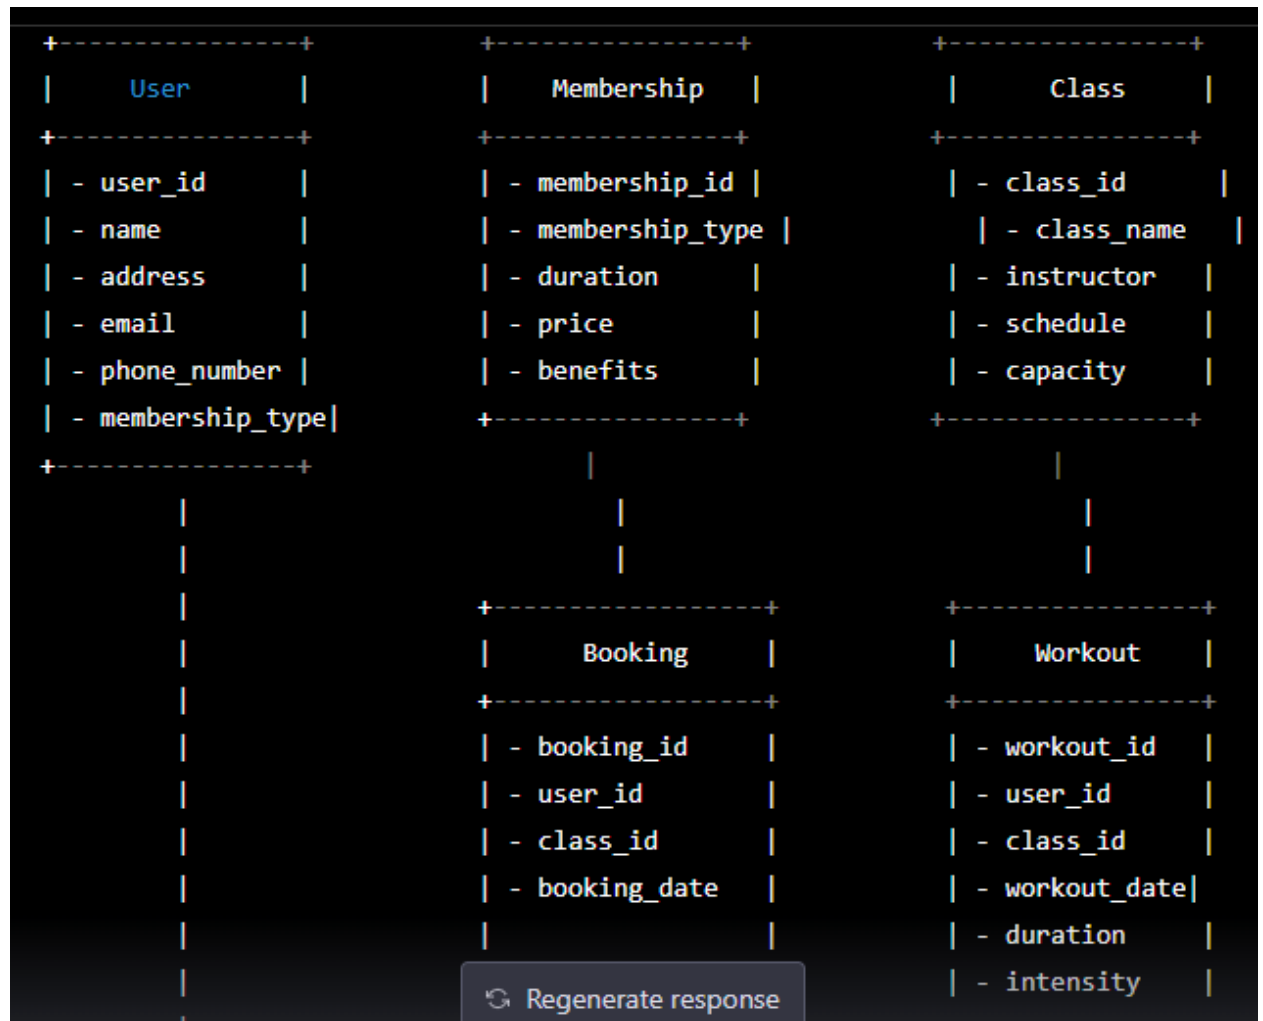 +----------------+ +----------------+ +----------------+
| User | | Membership | | Class |
+----------------+ +----------------+ +----------------+
| - user_id | | - membership_id | | - class_id |
| - name | | - membership_type | | - class_name |
| - address | | - duration | | - instructor |
| - email | | - price | | - schedule |
| - phone_number | | - benefits | | - capacity |
| - membership_type| +----------------+ +----------------+
+----------------+ | |
| | |
| | |
| +------------------+ +----------------+
| | Booking | | Workout |
| +------------------+ +----------------+
| | - booking_id | | - workout_id |
| | - user_id | | - user_id |
| | - class_id | | - class_id |
| | - booking_date | | - workout_date|
| | | | - duration |
| | - intensity |
Regenerate response